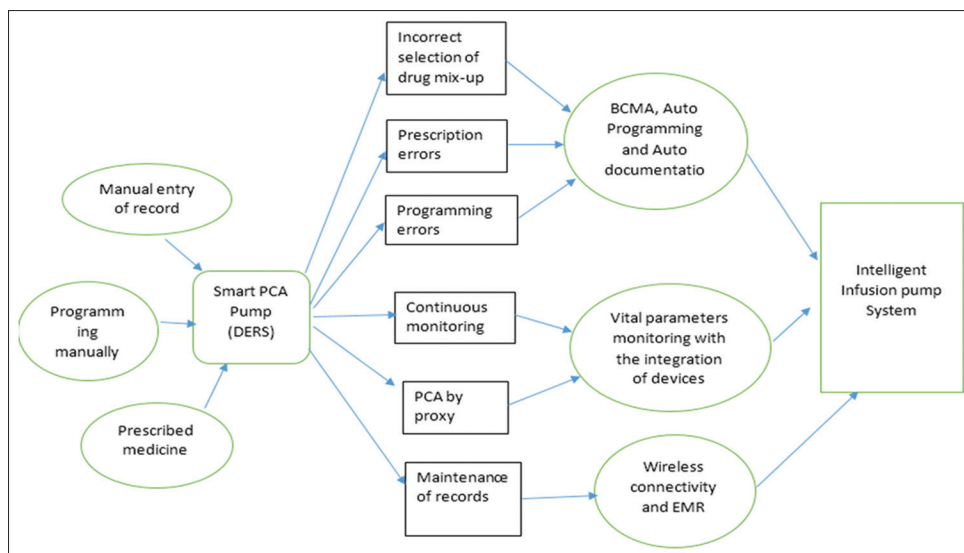 Manual entry
of record
Programm
ing
manually
Prescribed
medicine
Smart PCA
Pump
(DERS)
Incorrect
selection of
drug mix-up
Prescription
errors
Programming
errors
Continuous
monitoring
PCA by
proxy
Maintenance
of records
BCMA, Auto
Programming
and Auto
documentatio
Vital parameters
monitoring with
the integration
of devices
Wireless
connectivity
and EMR
Intelligent
Infusion pump
System